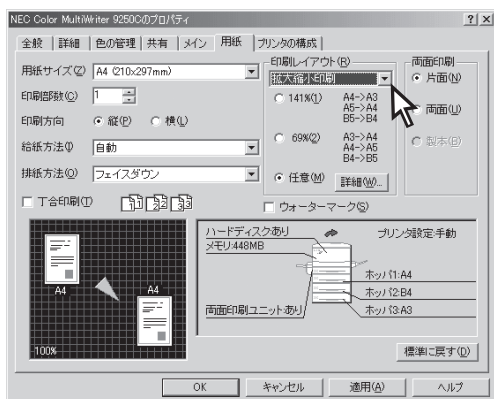 NEC Color MultiWriter 9250Cのプロパティ
全般 詳細 色の管理 共有 メイン 用紙 プリンタの構成
用紙サイズ(Z) A4 (210x297mm)
印刷部数(C) 1
印刷方向 縦(P) 横(L)
給紙方法(I) 自動
排紙方法(O) フェイスダウン
丁合印刷(T)
印刷レイアウト(R)
拡大縮小印刷
141%(1) A4->A3
A5->A4
B5->B4
69%(2) A3->A4
A4->A5
B4->B5
任意(M) 詳細(W)...
両面印刷
片面(N)
両面(U)
製本(B)
ウォーターマーク(S)
A4
A4
100%
ハードディスクあり
メモリ:448MB
プリンタ設定:手動
両面印刷ユニットあり
ホッパ1:A4
ホッパ2:B4
ホッパ3:A3
標準に戻す(D)
OK キャンセル 適用(A) ヘルプ